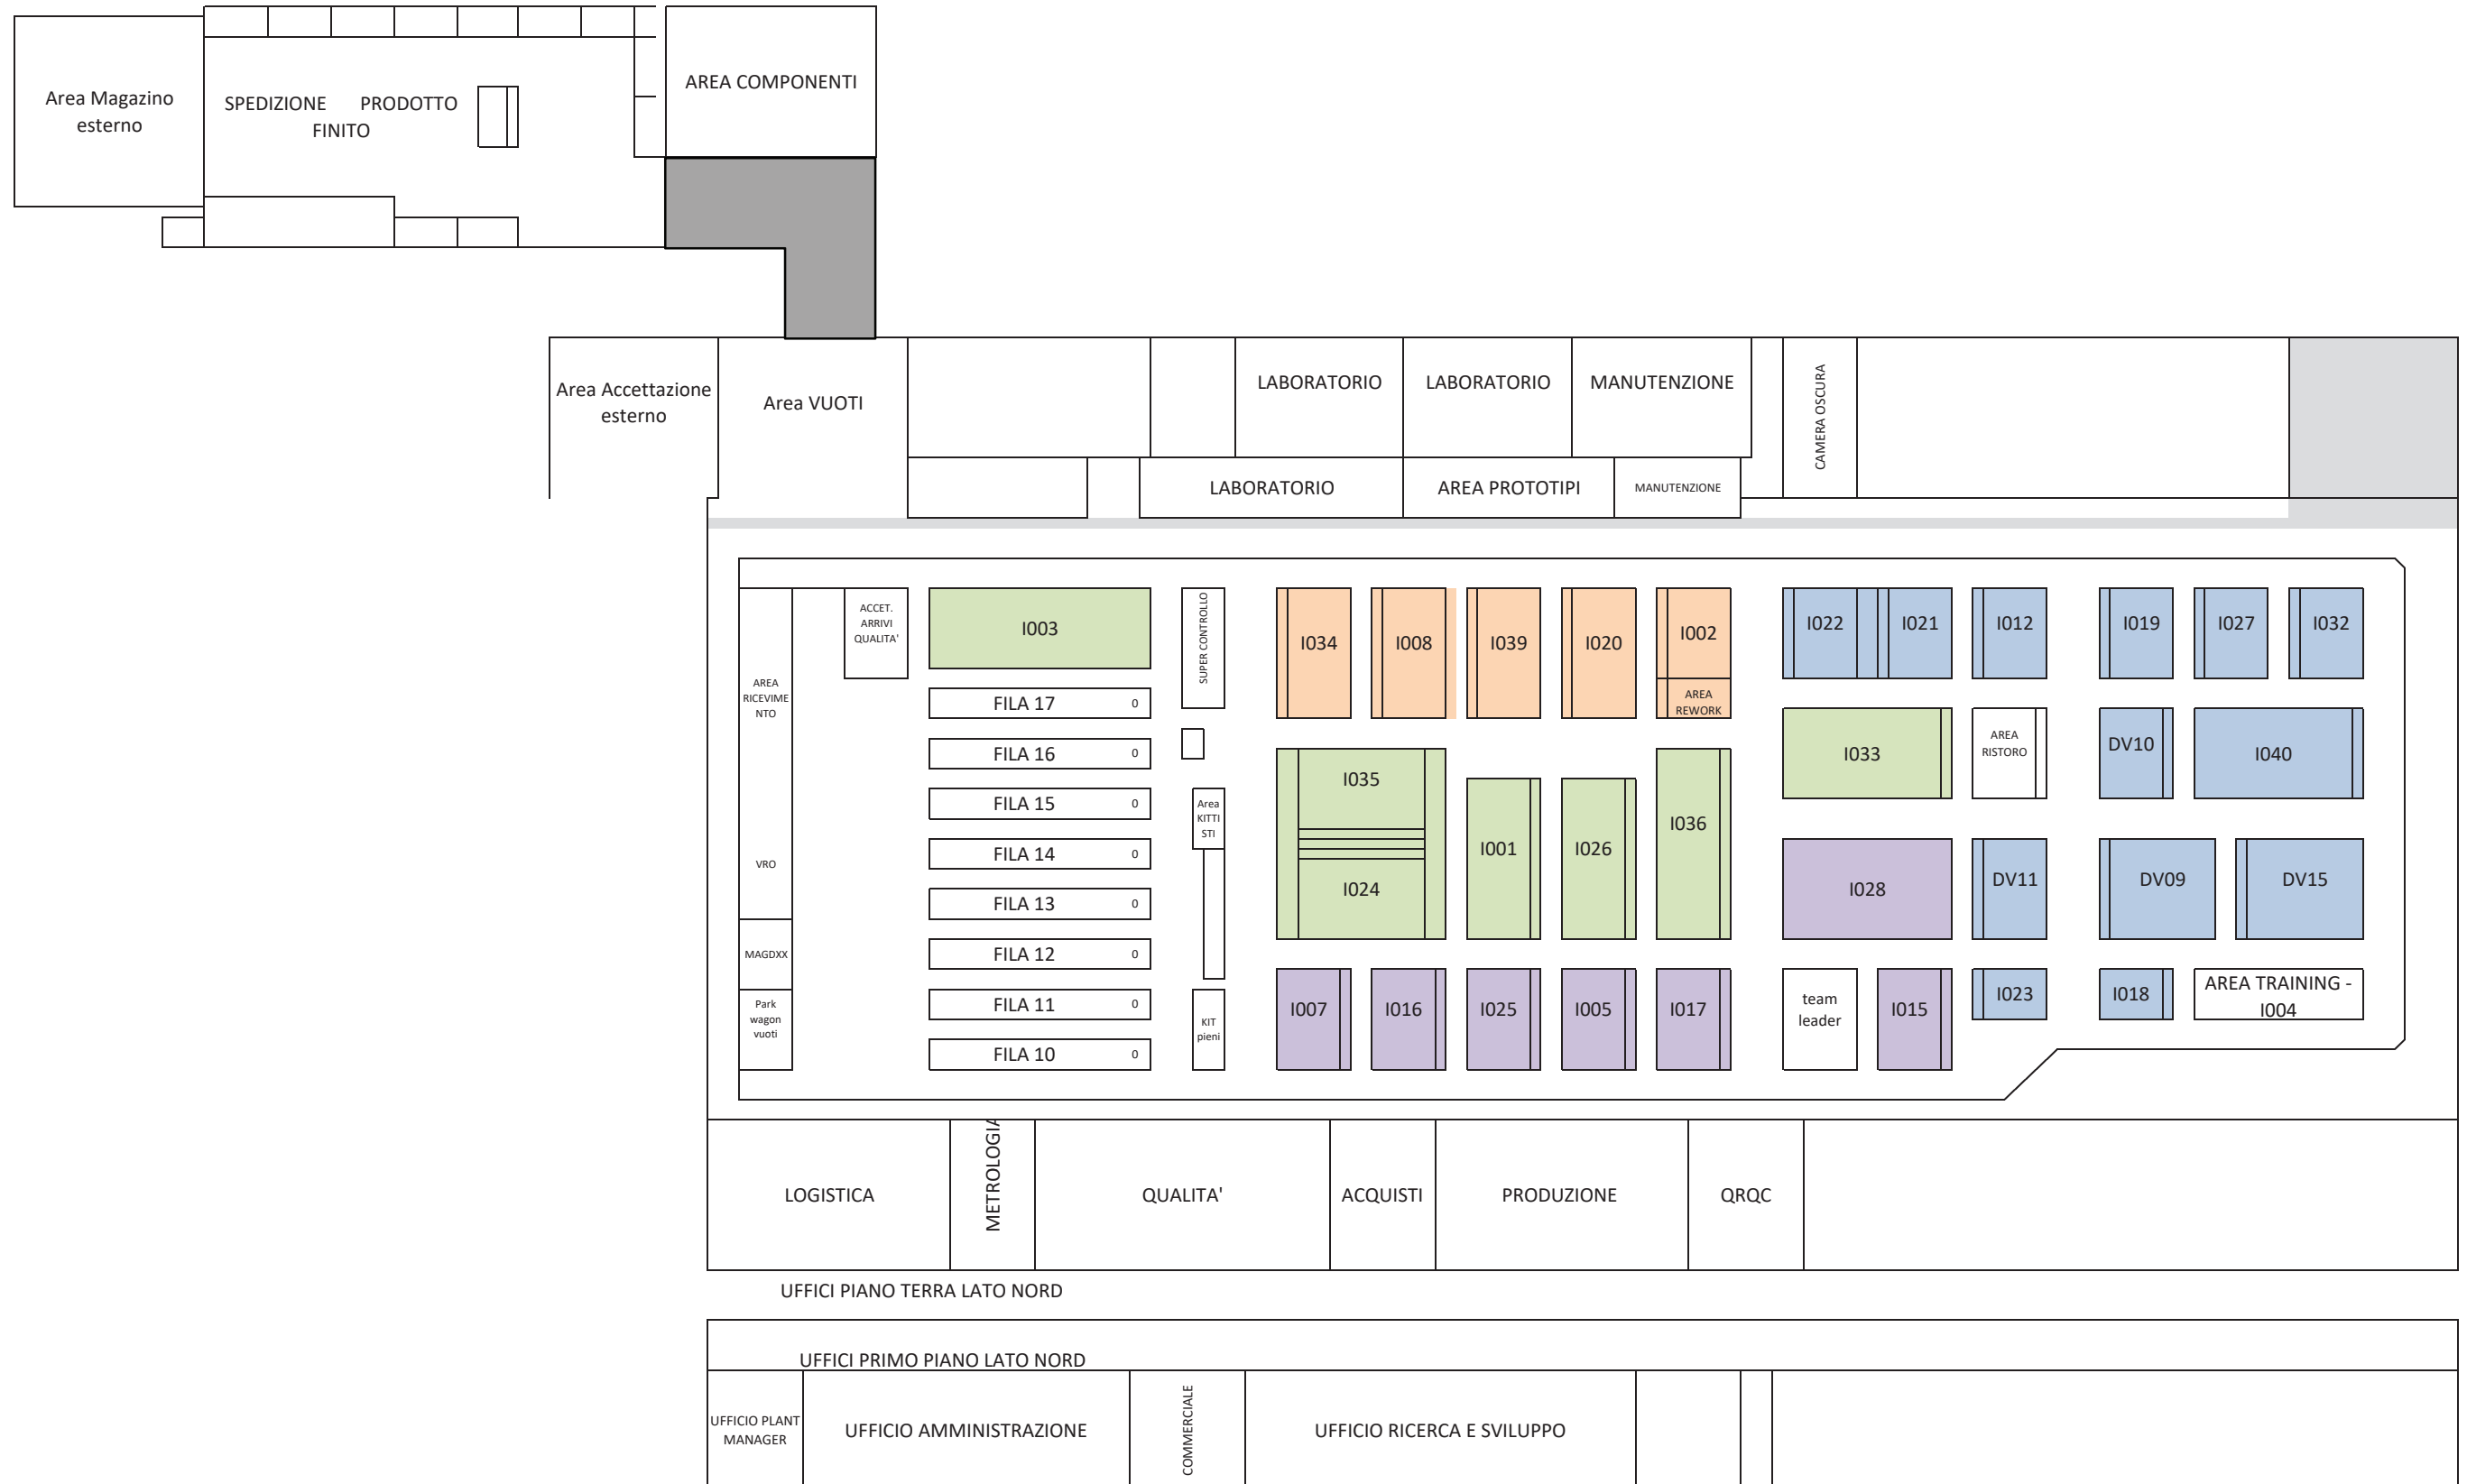 Area Magazino
esterno
SPEDIZIONE PRODOTTO
FINITO
AREA COMPONENTI
Area Accettazione
esterno
Area VUOTI
LABORATORIO
LABORATORIO
MANUTENZIONE
CAMERA OSCURA
LABORATORIO
AREA PROTOTIPI
MANUTENZIONE
ACCET.
ARRIVI
QUALITA'
I003
SUPER CONTROLLO
I034
I008
I039
I020
I002
AREA
REWORK
I022
I021
I012
I019
I027
I032
AREA
RICEVIME
NTO
VRO
MAGDXX
Park
wagon
vuoti
FILA 17 0
FILA 16 0
FILA 15 0
FILA 14 0
FILA 13 0
FILA 12 0
FILA 11 0
FILA 10 0
Area
KITTI
STI
KIT
pieni
I035
I024
I001
I026
I036
I033
AREA
RISTORO
DV10
I040
I028
DV11
DV09
DV15
I007
I016
I025
I005
I017
team
leader
I015
I023
I018
AREA TRAINING -
I004
LOGISTICA
METROLOGIA
QUALITA'
ACQUISTI
PRODUZIONE
QRQC
UFFICI PIANO TERRA LATO NORD
UFFICI PRIMO PIANO LATO NORD
UFFICIO PLANT
MANAGER
UFFICIO AMMINISTRAZIONE
COMMERCIALE
UFFICIO RICERCA E SVILUPPO